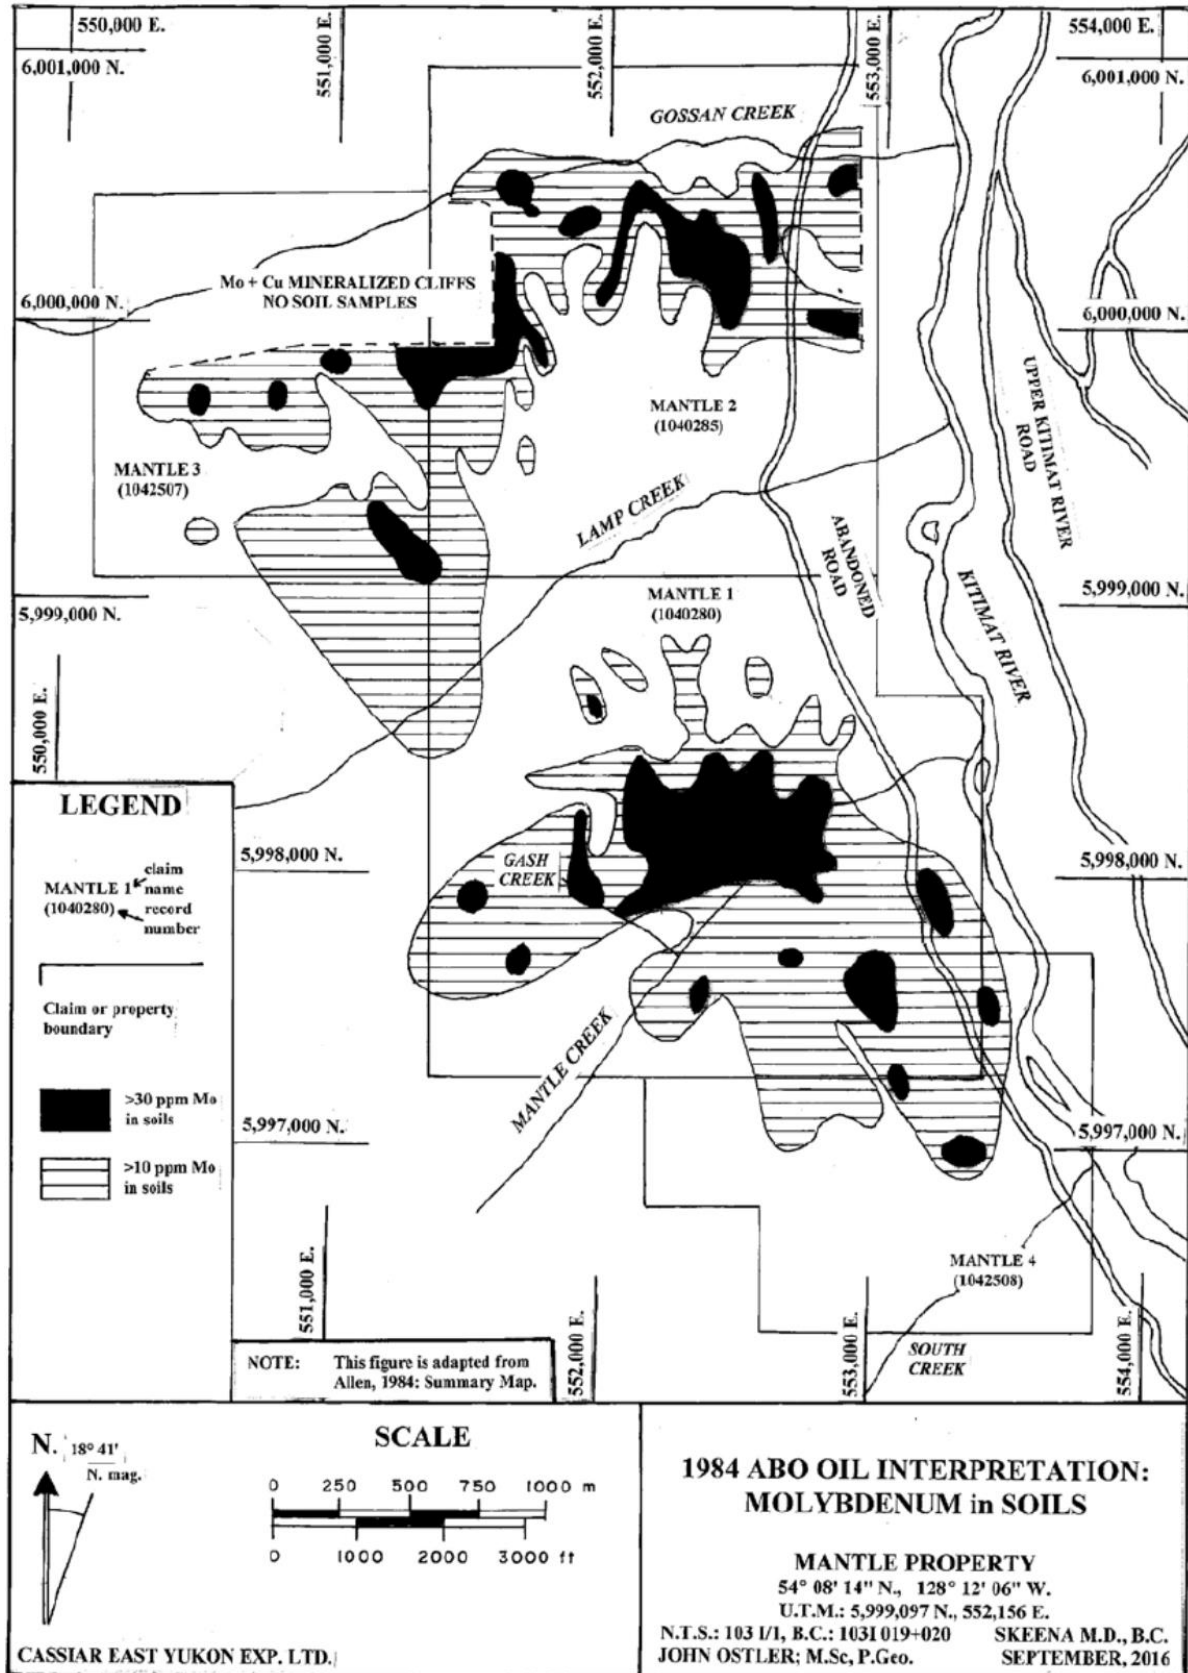 550,000 E.
551,000 E.
552,000 E.
553,000 E.
554,000 E.
6,001,000 N.
6,001,000 N.
GOSSAN CREEK
Mo + Cu MINERALIZED CLIFFS
NO SOIL SAMPLES
6,000,000 N.
6,000,000 N.
MANTLE 2
(1040285)
UPPER KITIMAT RIVER
ROAD
MANTLE 3
(1042507)
LAMP CREEK
ABANDONED
ROAD
KITIMAT RIVER
5,999,000 N.
5,999,000 N.
MANTLE 1
(1040280)
550,000 E.
LEGEND
MANTLE 1
(1040280)
claim
name
record
number
Claim or property
boundary
>30 ppm Mo
in soils
>10 ppm Mo
in soils
5,998,000 N.
5,998,000 N.
GASH
CREEK
MANTLE CREEK
5,997,000 N.
5,997,000 N.
MANTLE 4
(1042508)
SOUTH
CREEK
551,000 E.
552,000 E.
553,000 E.
554,000 E.
NOTE: This figure is adapted from
Allen, 1984: Summary Map.
N. 18° 41'
N. mag.
SCALE
0 250 500 750 1000 m
0 1000 2000 3000 ft
CASSIAR EAST YUKON EXP. LTD.
1984 ABO OIL INTERPRETATION:
MOLYBDENUM in SOILS
MANTLE PROPERTY
54° 08' 14" N., 128° 12' 06" W.
U.T.M.: 5,999,097 N., 552,156 E.
N.T.S.: 103 I/1, B.C.: 103I 019+020 SKEENA M.D., B.C.
JOHN OSTLER; M.Sc, P.Geo. SEPTEMBER, 2016